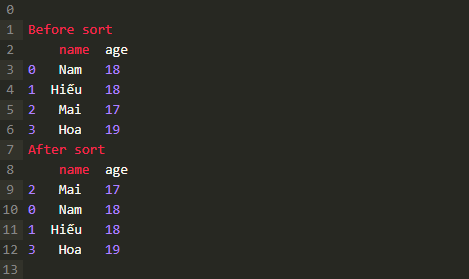 0
1 Before sort
2     name  age
3 0   Nam   18
4 1  Hiếu   18
5 2   Mai   17
6 3   Hoa   19
7 After sort
8     name  age
9 2   Mai   17
10 0   Nam   18
11 1  Hiếu   18
12 3   Hoa   19
13